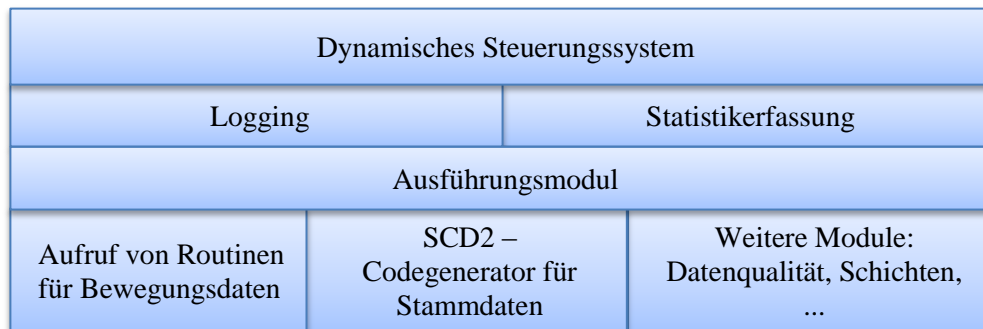 Dynamisches Steuerungssystem
Logging
Statistikerfassung
Ausführungsmodul
Aufruf von Routinen
für Bewegungsdaten
SCD2 –
Codegenerator für
Stammdaten
Weitere Module:
Datenqualität, Schichten,
...